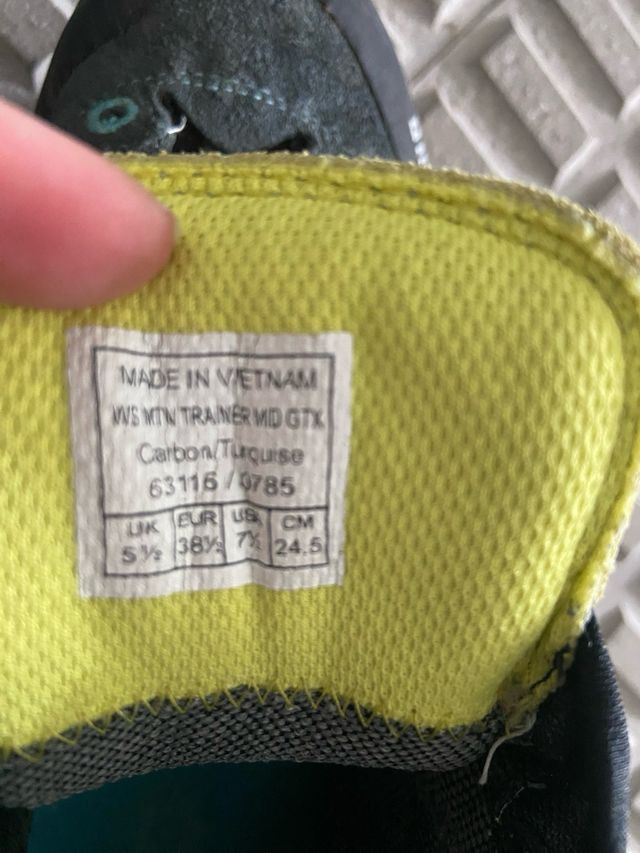 MADE IN VIETNAM
WS MTN TRAINER MID GTX
Carbon/Turquise
63116 / 0785
UK EUR USA CM
5½ 38½ 7½ 24.5